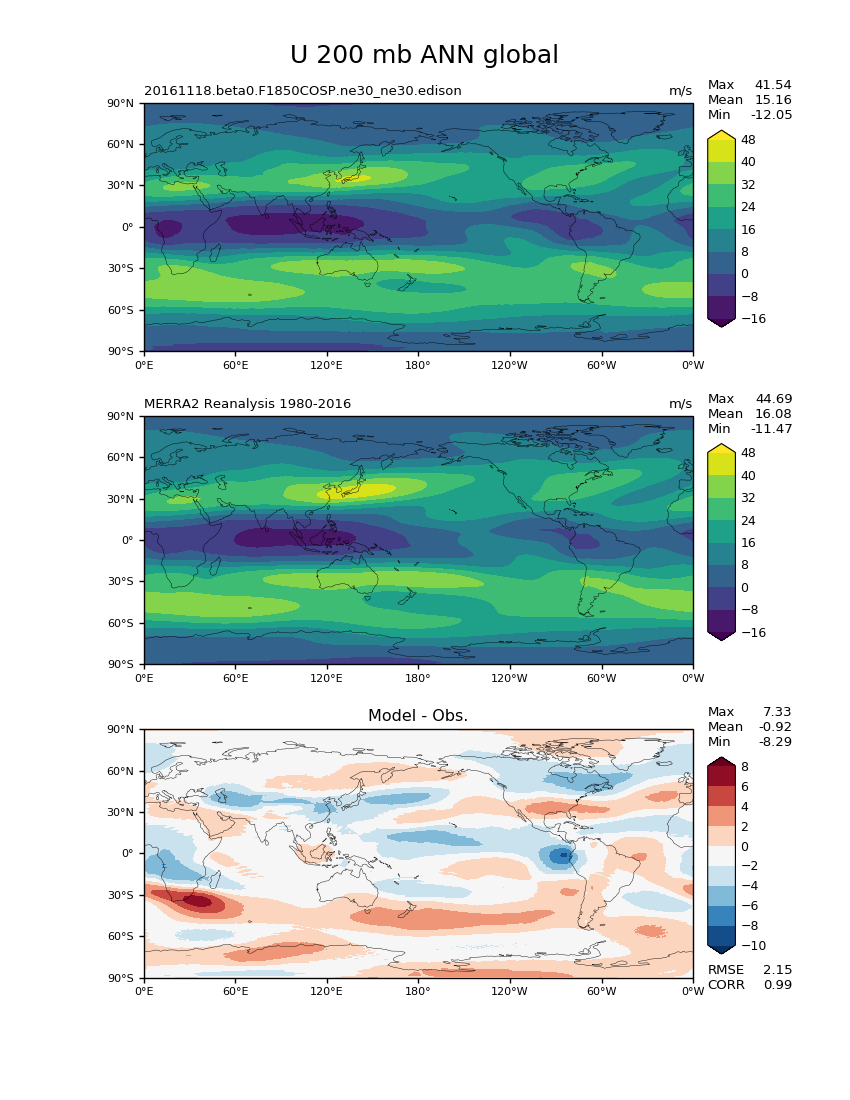 U 200 mb ANN global
20161118.beta0.F1850COSP.ne30_ne30.edison m/s
Max 41.54
Mean 15.16
Min -12.05
90°N
60°N
30°N
0°
30°S
60°S
90°S
0°E 60°E 120°E 180° 120°W 60°W 0°W
48
40
32
24
16
8
0
−8
−16
MERRA2 Reanalysis 1980-2016 m/s
Max 44.69
Mean 16.08
Min -11.47
90°N
60°N
30°N
0°
30°S
60°S
90°S
0°E 60°E 120°E 180° 120°W 60°W 0°W
48
40
32
24
16
8
0
−8
−16
Model - Obs.
Max 7.33
Mean -0.92
Min -8.29
90°N
60°N
30°N
0°
30°S
60°S
90°S
0°E 60°E 120°E 180° 120°W 60°W 0°W
8
6
4
2
0
−2
−4
−6
−8
−10
RMSE 2.15
CORR 0.99